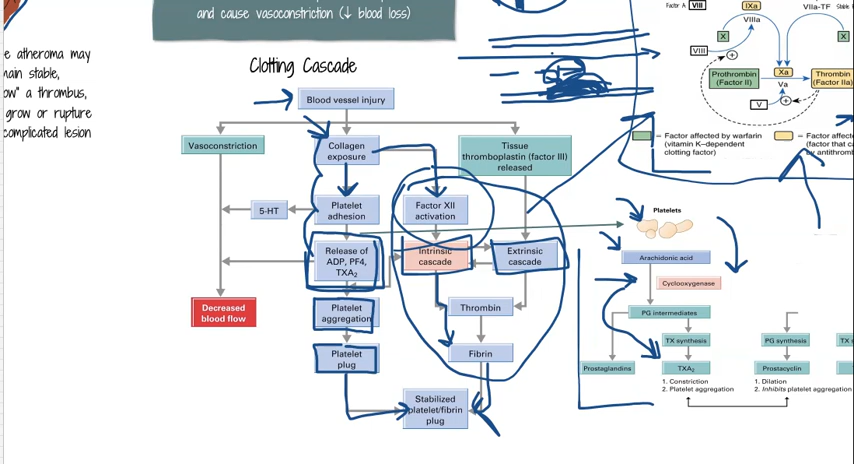 and cause vasoconstriction (↓ blood loss)
e atheroma may
main stable,
ow" a thrombus,
grow or rupture
complicated lesion
Clotting Cascade
Blood vessel injury
Vasoconstriction
Collagen
exposure
Tissue
thromboplastin (factor III)
released
5-HT
Platelet
adhesion
Factor XII
activation
Release of
ADP, PF4,
TXA₂
Intrinsic
cascade
Extrinsic
cascade
Decreased
blood flow
Platelet
aggregation
Thrombin
Platelet
plug
Fibrin
Stabilized
platelet/fibrin
plug
Factor A
VIII
IXa
VIIa-TF
VIIIa
X
X
VIII
+
Prothrombin
(Factor II)
Xa
Thrombin
(Factor IIa)
Va
V
+
= Factor affected by warfarin
(vitamin K–dependent
clotting factor)
= Factor affecte
(factor that ca
by antithromb
Platelets
Arachidonic acid
Cyclooxygenase
PG intermediates
TX synthesis
PG synthesis
TX s
Prostaglandins
TXA₂
Prostacyclin
1. Constriction
2. Platelet aggregation
1. Dilation
2. Inhibits platelet aggregation